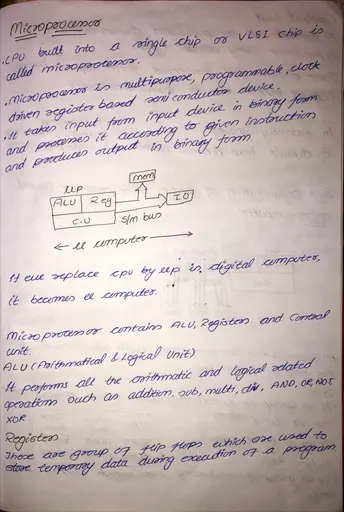 Microprocessor
. CPU built into a single chip or VLSI chip is
called microprocessor.
. Microprocessor is multipurpose, programmable, clock
driven register based semi conductor device.
. It takes input from input device in binary form
and processes it according to given instruction
and produces output in binary form
mem
μp
ALU Reg
I O
C.U
s/m bus
← μ computer →
If we replace cpu by μp in digital computer,
it becomes μ computer.
Microprocessor contains ALU, Registers and Control
unit.
ALU (Arithmatical & Logical Unit)
It performs all the arithmatic and logical related
operations such as addition, sub, multi, div, AND, OR, NOT
XOR
Registers
These are group of flip flops which are used to
store temporary data during execution of a program